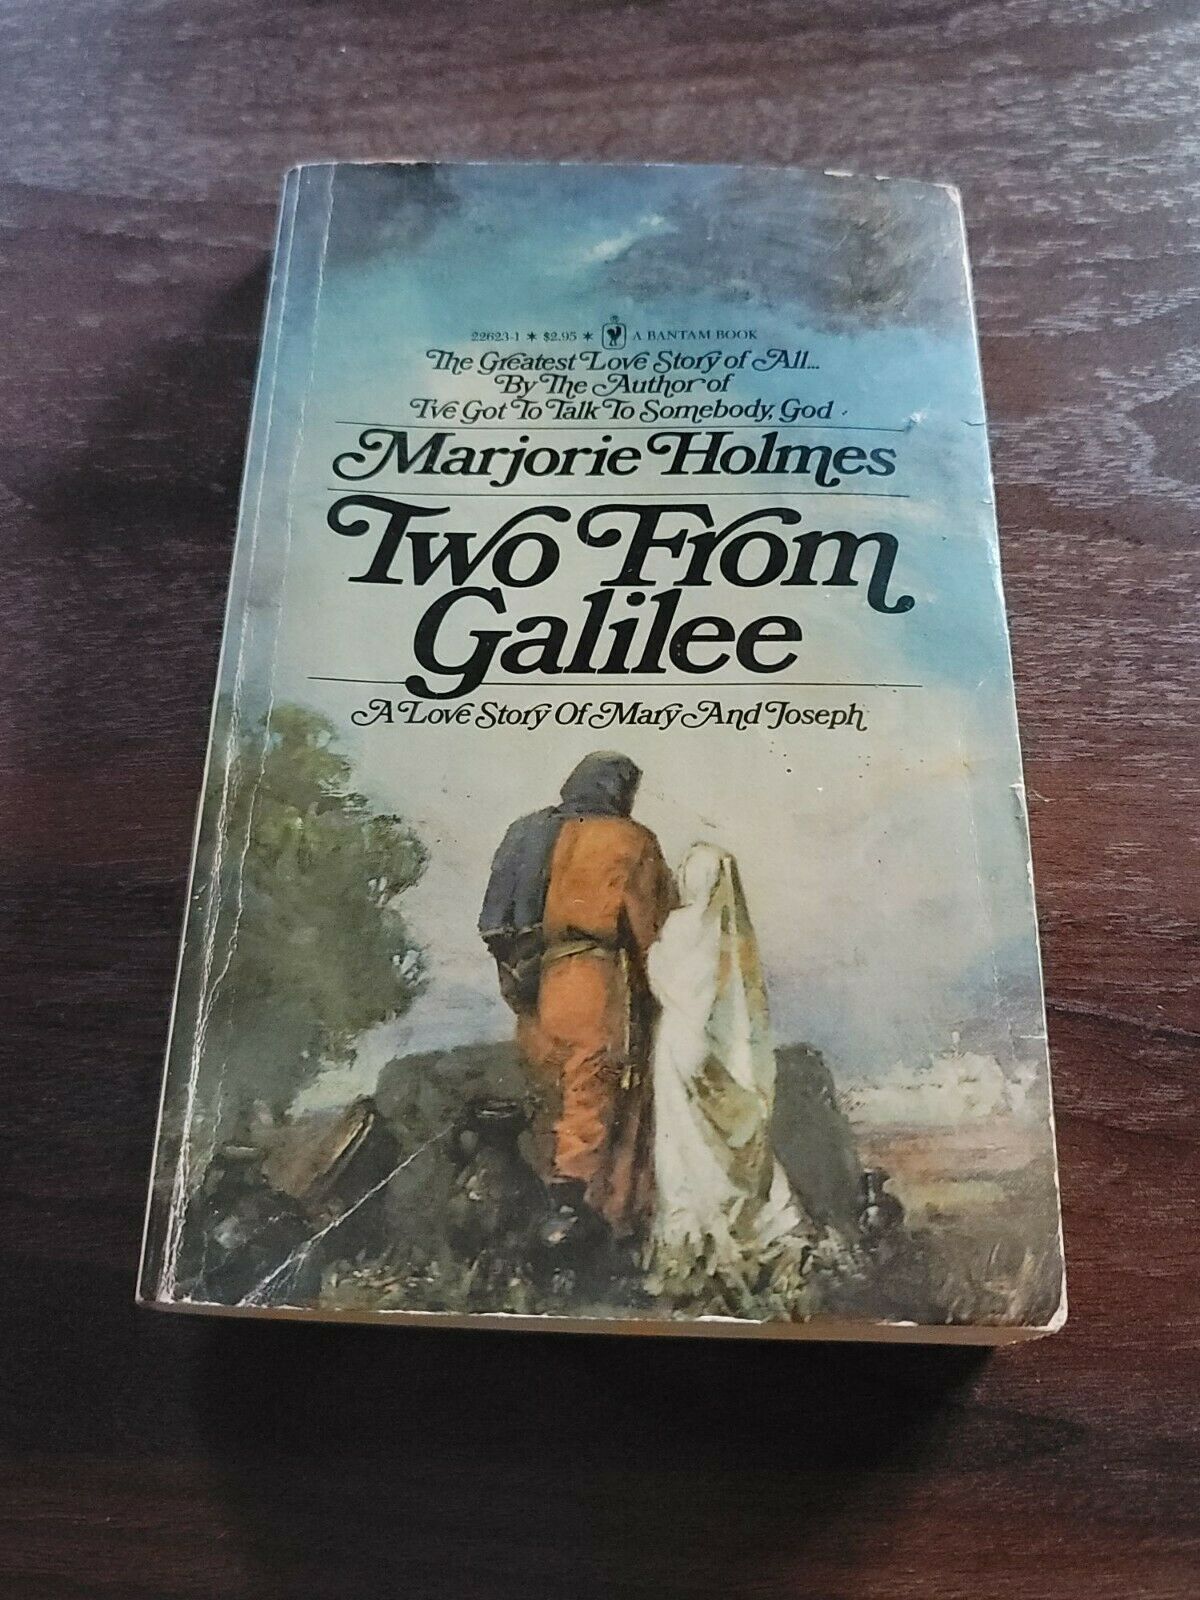 22623-1 * $2.95 * ® A BANTAM BOOK
The Greatest Love Story of All...
By The Author of
I've Got To Talk To Somebody, God
Marjorie Holmes
Two From
Galilee
A Love Story Of Mary And Joseph